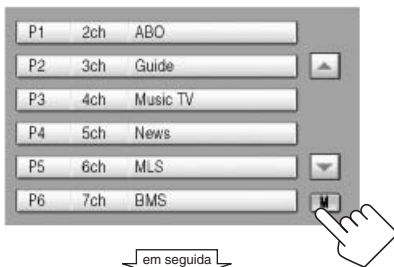 P1 2ch ABO
P2 3ch Guide
P3 4ch Music TV
P4 5ch News
P5 6ch MLS
P6 7ch BMS M
em seguida